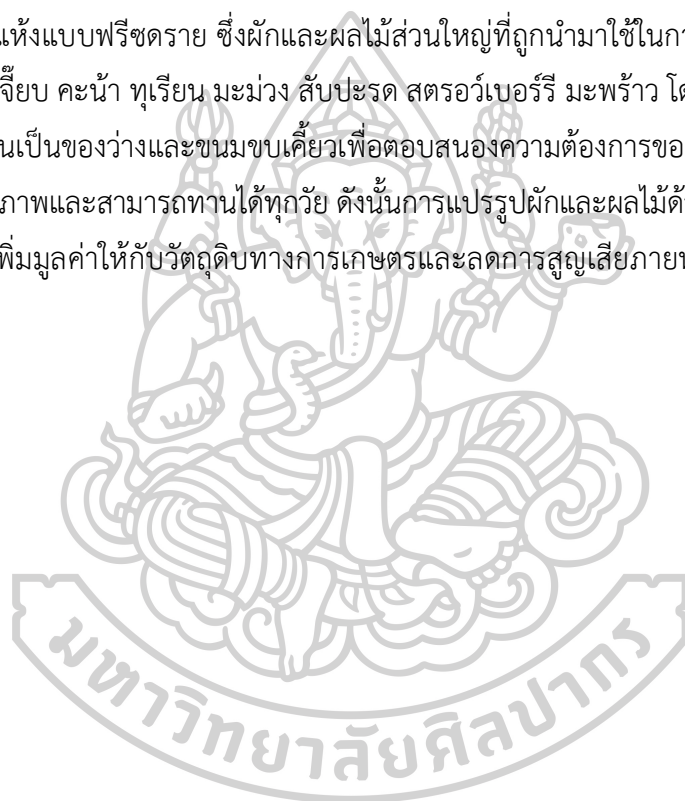 แห้งแบบฟรีซดราย ซึ่งผักและผลไม้ส่วนใหญ่ที่ถูกนำมาใช้ในกา
จี๊ยบ คะน้า ทุเรียน มะม่วง สับปะรด สตรอว์เบอร์รี มะพร้าว โด
นเป็นของว่างและขนมขบเคี้ยวเพื่อตอบสนองความต้องการขอ
ภาพและสามารถทานได้ทุกวัย ดังนั้นการแปรรูปผักและผลไม้ด้
พิ่มมูลค่าให้กับวัตถุดิบทางการเกษตรและลดการสูญเสียภาย
มหาวิทยาลัยศิลปากร